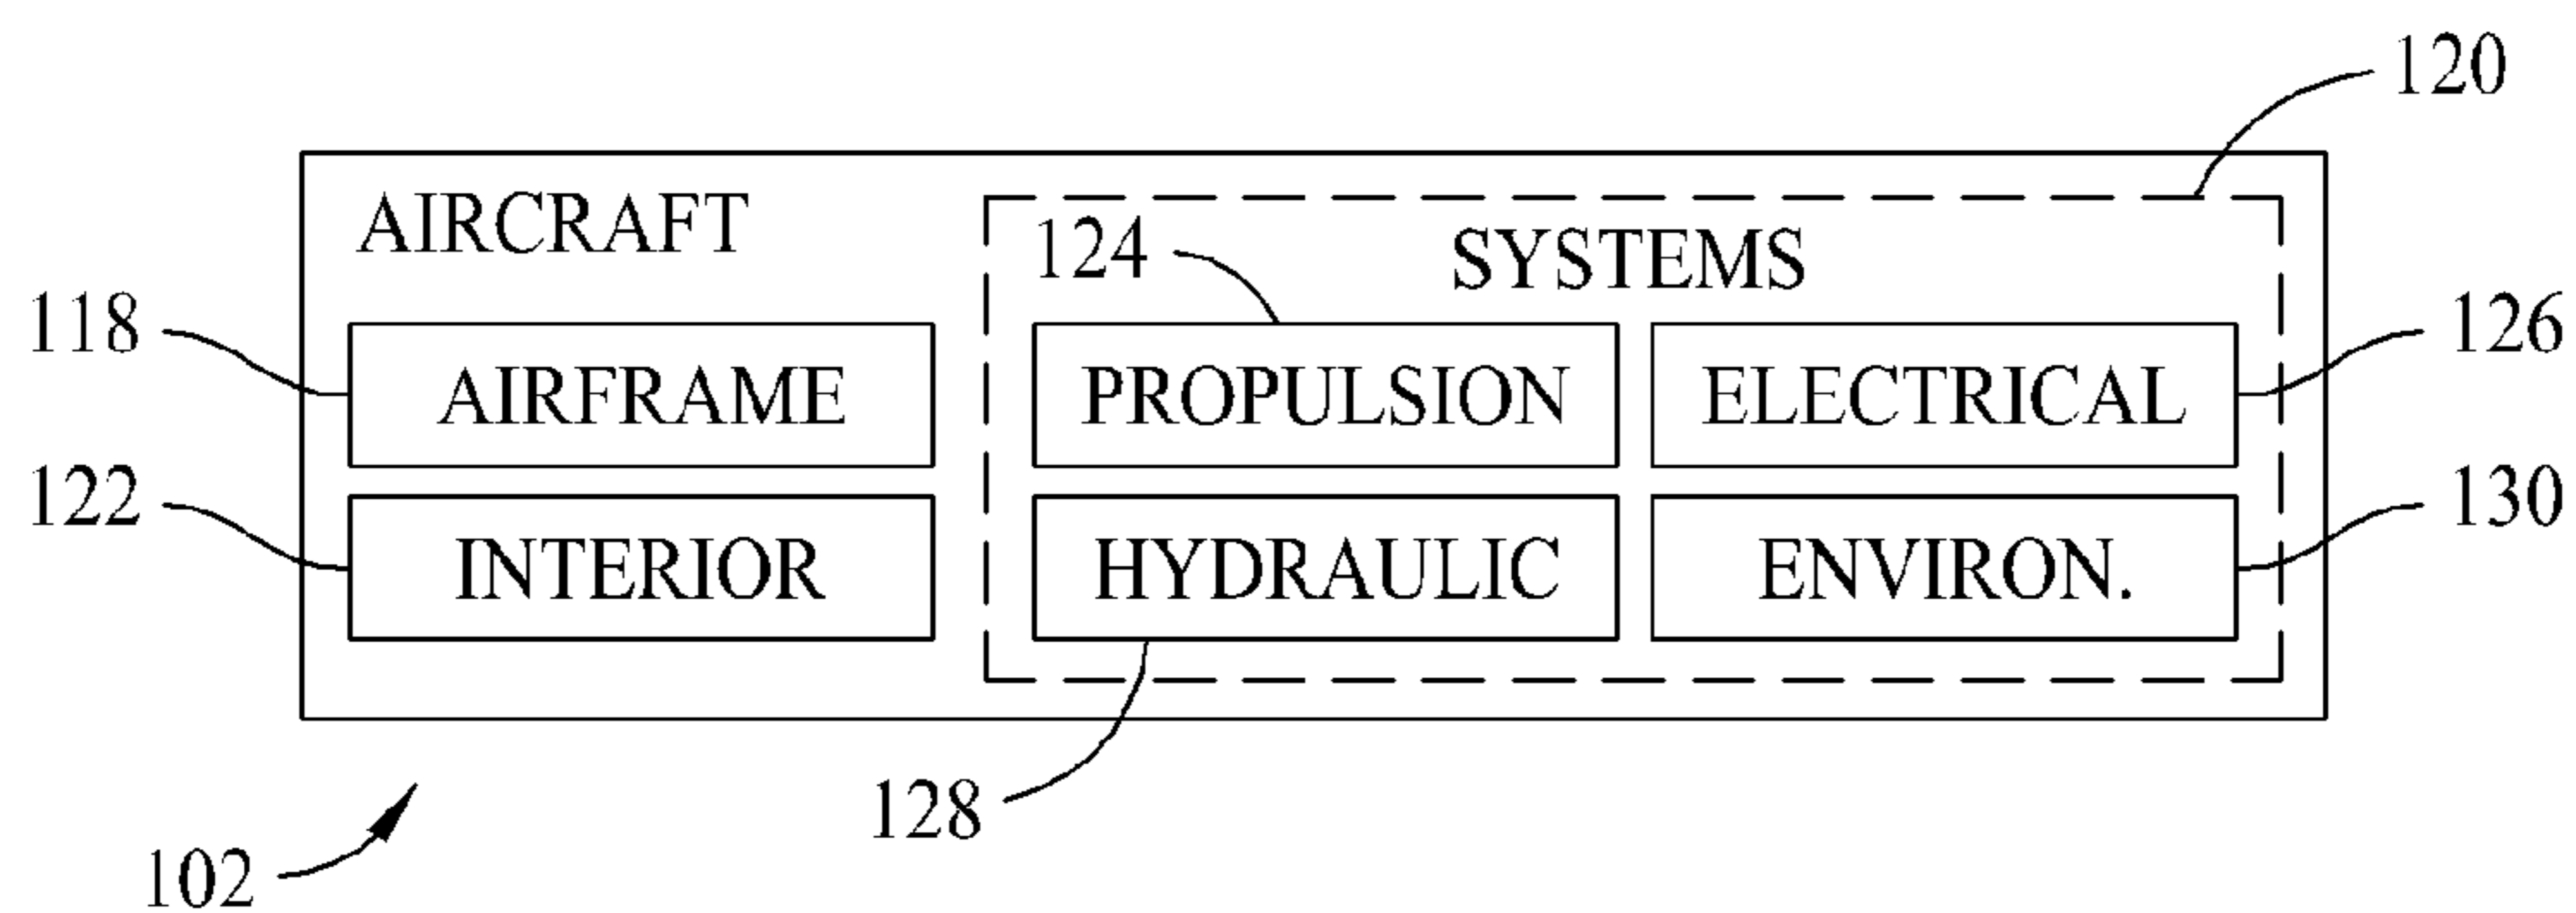 120
AIRCRAFT
124
SYSTEMS
118
AIRFRAME
PROPULSION
ELECTRICAL
126
122
INTERIOR
HYDRAULIC
ENVIRON.
130
128
102